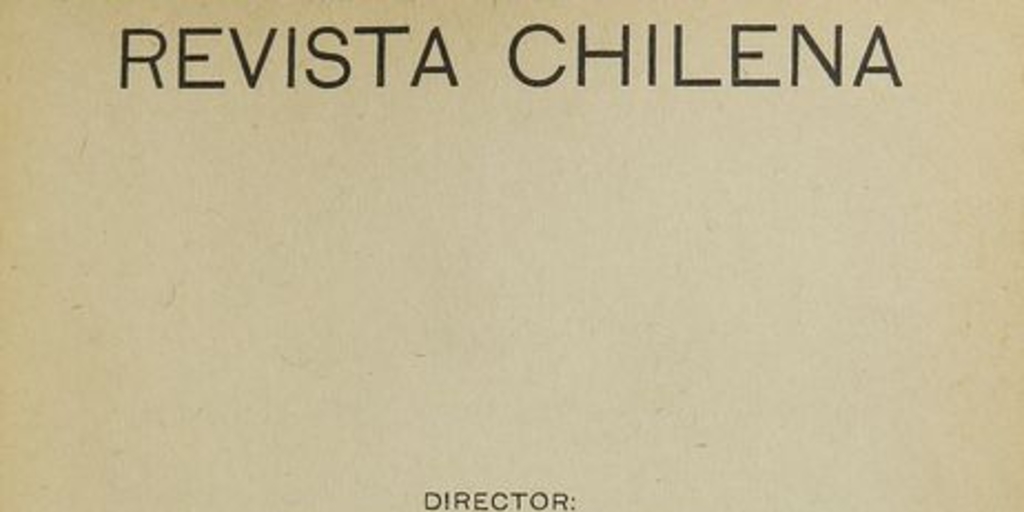 REVISTA CHILENA
DIRECTOR: